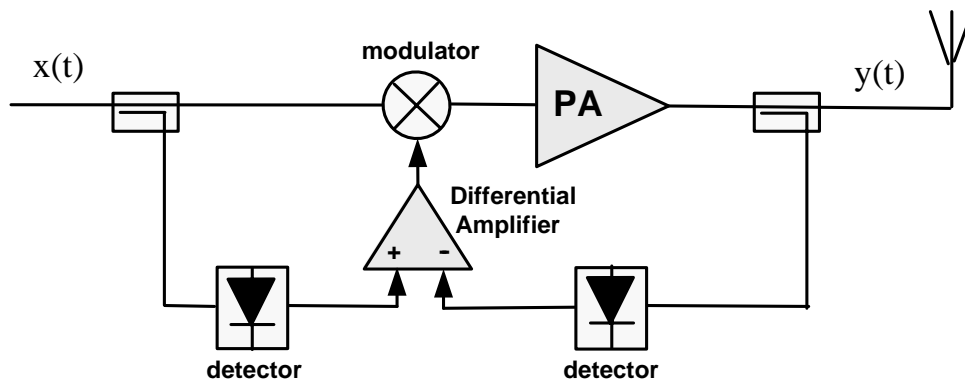 modulator
x(t)
y(t)
PA
Differential
Amplifier
+ -
detector
detector